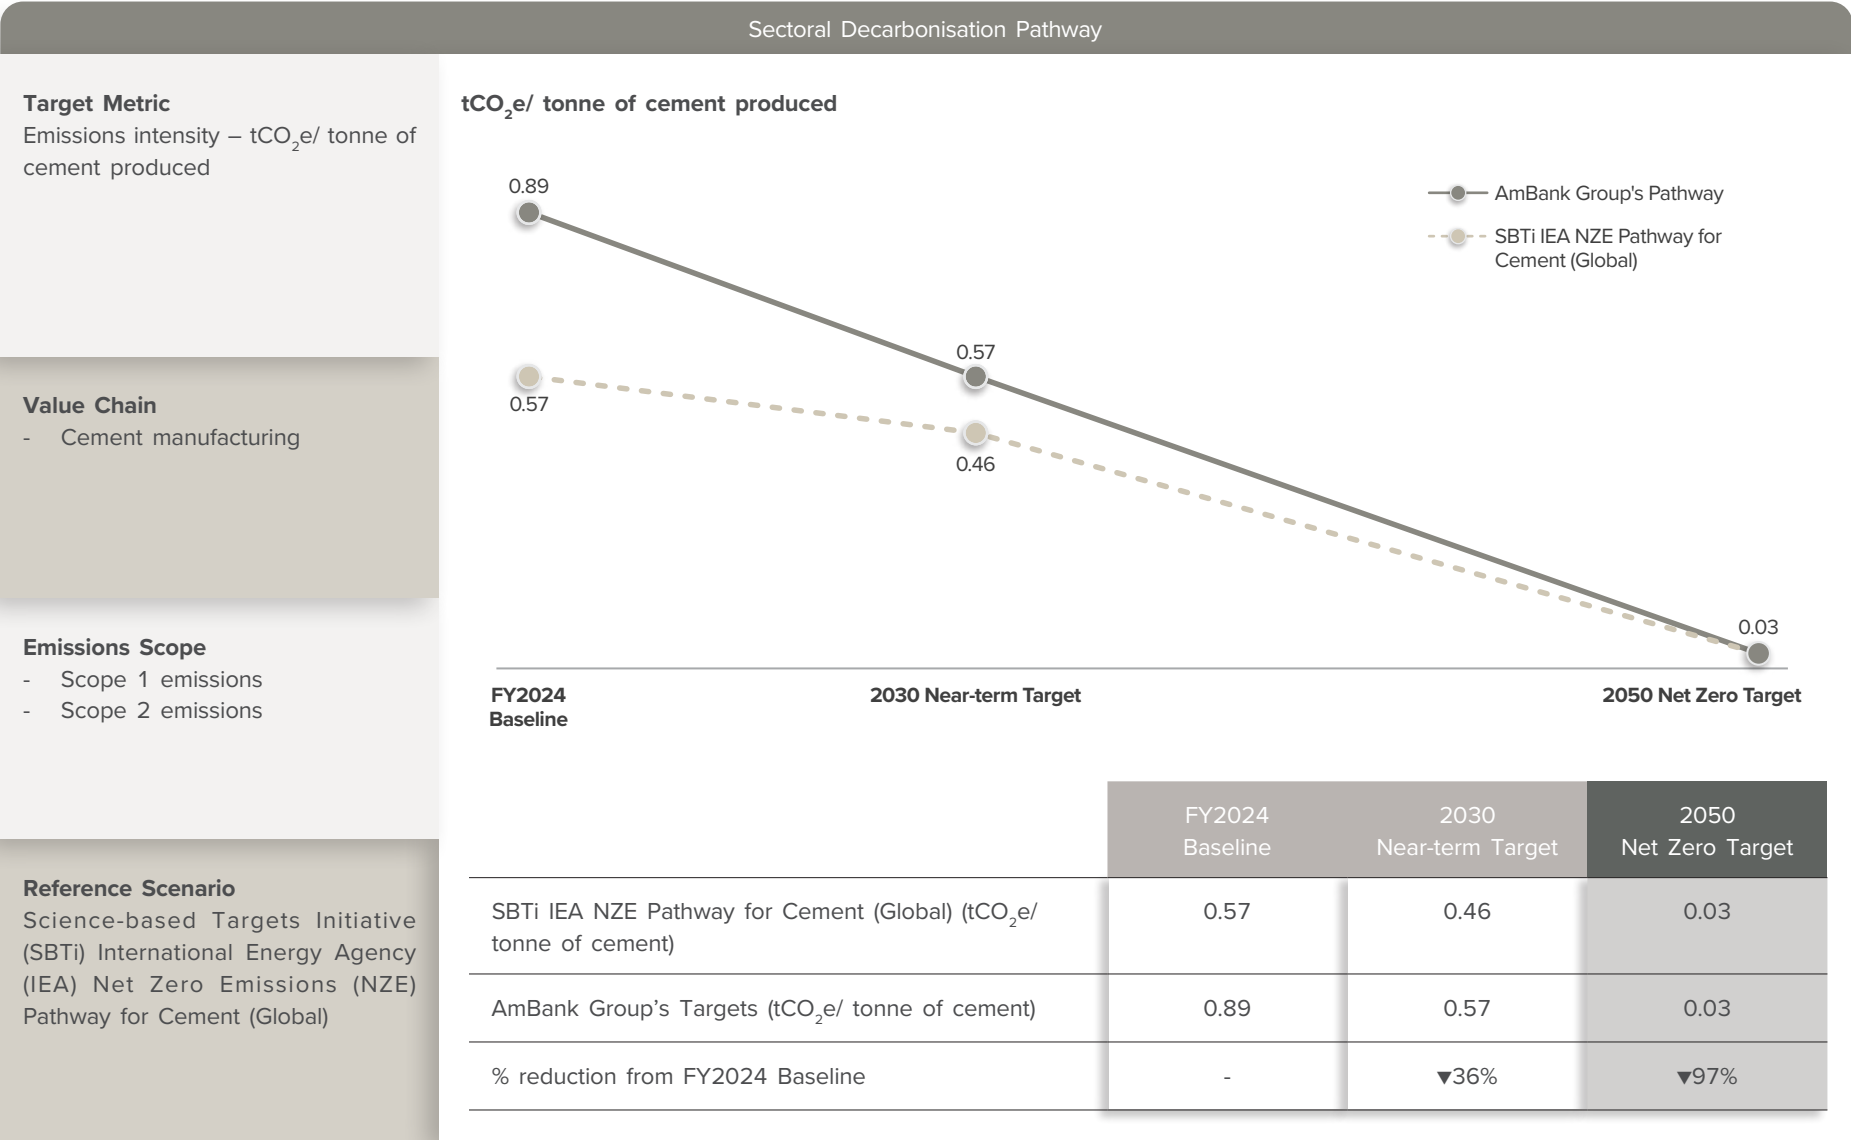 Sectoral Decarbonisation Pathway
Target Metric
Emissions intensity – tCO₂e/ tonne of
cement produced
Value Chain
- Cement manufacturing
Emissions Scope
- Scope 1 emissions
- Scope 2 emissions
Reference Scenario
Science-based Targets Initiative
(SBTi) International Energy Agency
(IEA) Net Zero Emissions (NZE)
Pathway for Cement (Global)
tCO₂e/ tonne of cement produced
0.89
AmBank Group's Pathway
SBTi IEA NZE Pathway for
Cement (Global)
0.57
0.57
0.46
0.03
FY2024
Baseline
2030 Near-term Target
2050 Net Zero Target
FY2024
Baseline
2030
Near-term Target
2050
Net Zero Target
SBTi IEA NZE Pathway for Cement (Global) (tCO₂e/
tonne of cement)
0.57
0.46
0.03
AmBank Group’s Targets (tCO₂e/ tonne of cement)
0.89
0.57
0.03
% reduction from FY2024 Baseline
-
▼36%
▼97%